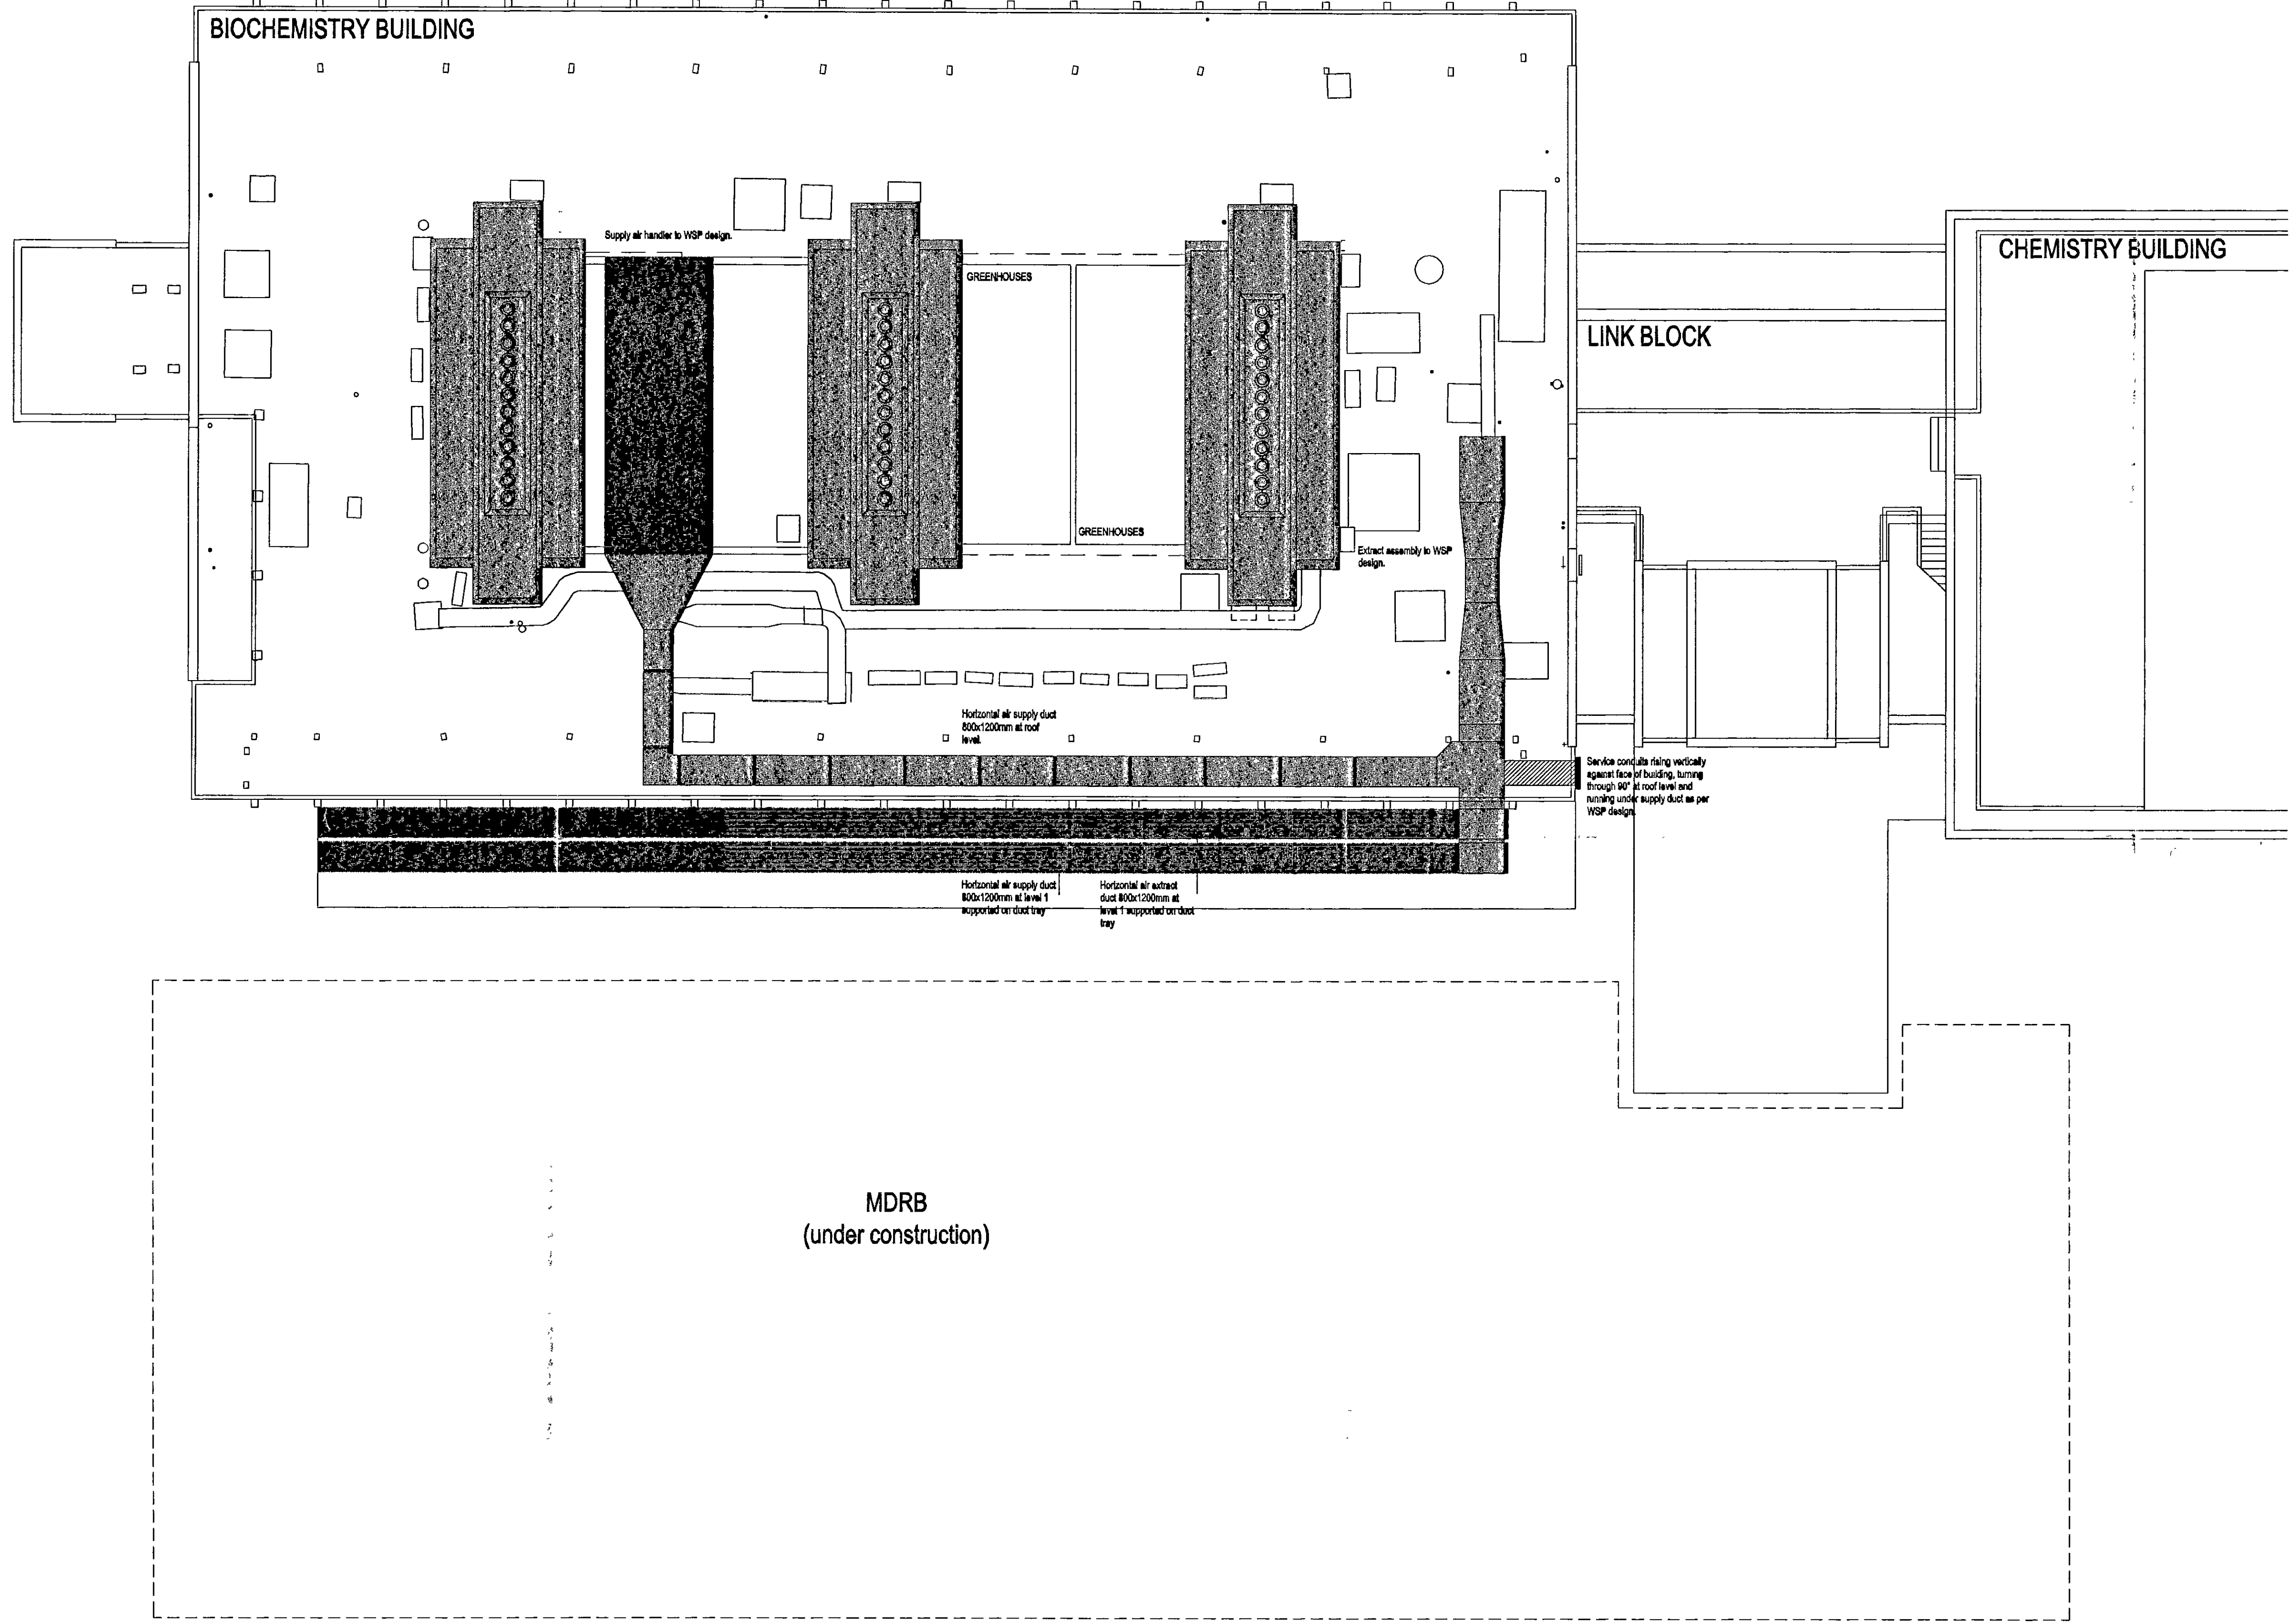 BIOCHEMISTRY BUILDING
Supply air handler to WSP design.
GREENHOUSES
CHEMISTRY BUILDING
LINK BLOCK
GREENHOUSES
Extract assembly to WSP
design.
Horizontal air supply duct
800x1200mm at roof
level.
Service conduits rising vertically
against face of building, turning
through 90° at roof level and
running under supply duct as per
WSP design.
Horizontal air supply duct
800x1200mm at level 1
supported on duct tray
Horizontal air extract
duct 800x1200mm at
level 1 supported on duct
tray
MDRB
(under construction)